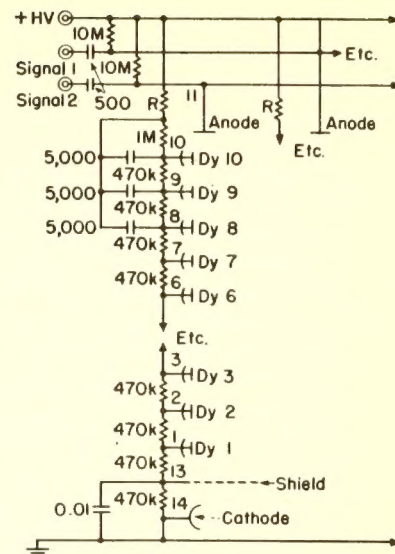 + HV
10M
Etc.
Signal 1
10M
Signal 2
500
R
11
R
Anode
Anode
Etc.
1M
10
5,000
Dy 10
470k
9
5,000
Dy 9
470k
8
5,000
Dy 8
470k
7
Dy 7
470k
6
Dy 6
Etc.
3
Dy 3
470k
2
Dy 2
470k
1
Dy 1
470k
13
Shield
470k
14
0.01
Cathode